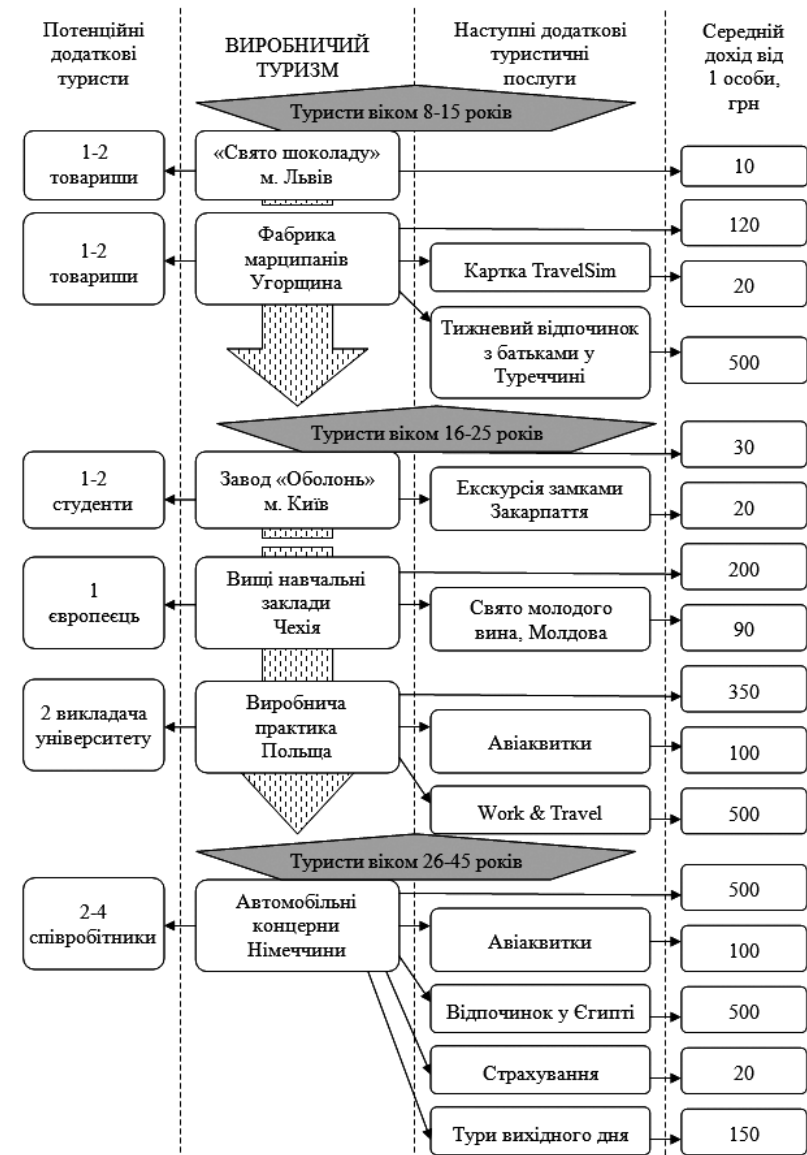 Потенційні
додаткові
туристи
ВИРОБНИЧИЙ
ТУРИЗМ
Наступні додаткові
туристичні
послуги
Середній
дохід від
1 особи,
грн
Туристи віком 8-15 років
1-2
товариши
«Свято шоколаду»
м. Львів
10
1-2
товариши
Фабрика
марципанів
Угорщина
120
Картка TravelSim
20
Тижневий відпочинок
з батьками у
Туреччині
500
Туристи віком 16-25 років
1-2
студенти
Завод «Оболонь»
м. Київ
30
Екскурсія замками
Закарпаття
20
1
європеєць
Вищі навчальні
заклади
Чехія
200
Свято молодого
вина, Молдова
90
2 викладача
університету
Виробнича
практика
Польща
350
Авіаквитки
100
Work & Travel
500
Туристи віком 26-45 років
2-4
співробітники
Автомобільні
концерни
Німеччини
500
Авіаквитки
100
Відпочинок у Єгипті
500
Страхування
20
Тури вихідного дня
150